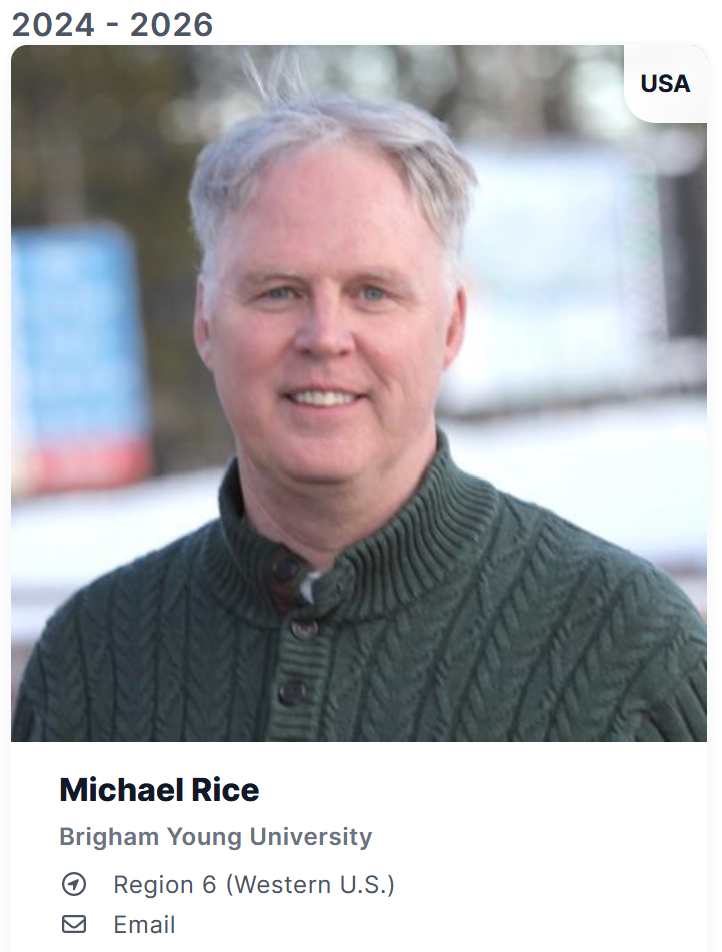 2024 - 2026
USA
Michael Rice
Brigham Young University
Region 6 (Western U.S.)
Email